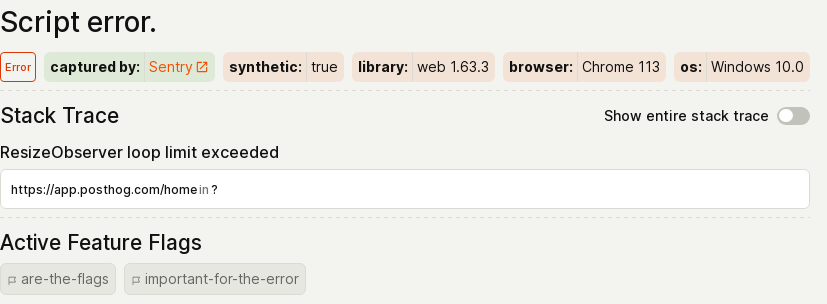 Script error.
Error captured by: Sentry synthetic: true library: web 1.63.3 browser: Chrome 113 os: Windows 10.0
Stack Trace Show entire stack trace
ResizeObserver loop limit exceeded
https://app.posthog.com/home in ?
Active Feature Flags
are-the-flags important-for-the-error